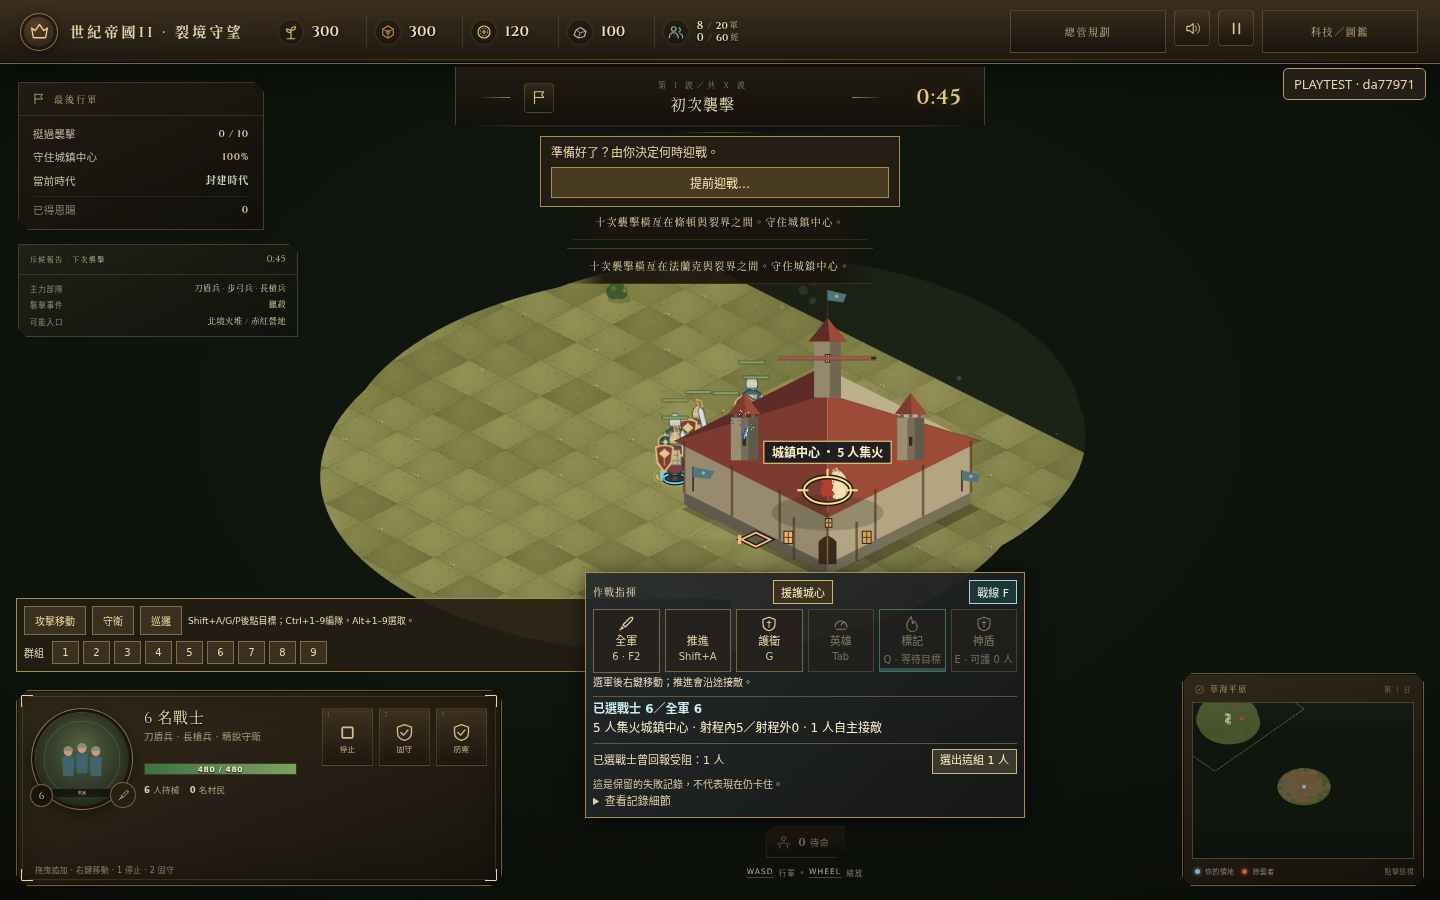 世紀帝國II · 裂境守望
300
300
120
100
8 / 20 軍
0 / 60 經
總管規劃
科技／圖鑑
PLAYTEST · da77971
最後行軍
挺過襲擊 0 / 10
守住城鎮中心 100%
當前時代 封建時代
已得恩賜 0
第 I 波／共 X 波
初次襲擊
0:45
準備好了？由你決定何時迎戰。
提前迎戰...
十次襲擊橫亙在條頓與裂界之間。守住城鎮中心。
十次襲擊橫亙在法蘭克與裂界之間。守住城鎮中心。
斥候報告 · 下次襲擊 0:45
主力部隊 刀盾兵 · 步弓兵 · 長槍兵
襲擊事件 獵殺
可能入口 北境火堆 / 赤紅營地
城鎮中心 · 5 人集火
攻擊移動 守衛 巡邏 Shift+A/G/P後點目標；Ctrl+1–9編隊，Alt+1–9選取。
群組 1 2 3 4 5 6 7 8 9
作戰指揮 援護城心 戰線 F
全軍
6 · F2
推進
Shift+A
護衛
G
英雄
Tab
標記
Q · 等待目標
神盾
E · 可護 0 人
選軍後右鍵移動；推進會沿途接敵。
已選戰士 6／全軍 6
5 人集火城鎮中心 · 射程內5／射程外0 · 1 人自主接敵
已選戰士曾回報受阻：1 人 選出這組 1 人
這是保留的失敗記錄，不代表現在仍卡住。
▶ 查看記錄細節
6 名戰士
刀盾兵 · 長槍兵 · 精銳守衛
480 / 480
6 人持械 0 名村民
6
1
停止
2
固守
3
防禦
拖曳追加 · 右鍵移動 · 1 停止 · 2 固守
0 待命
WASD 行軍 · WHEEL 縮放
草海平原 第 1 日
你的領地 掠襲者 點擊巡視